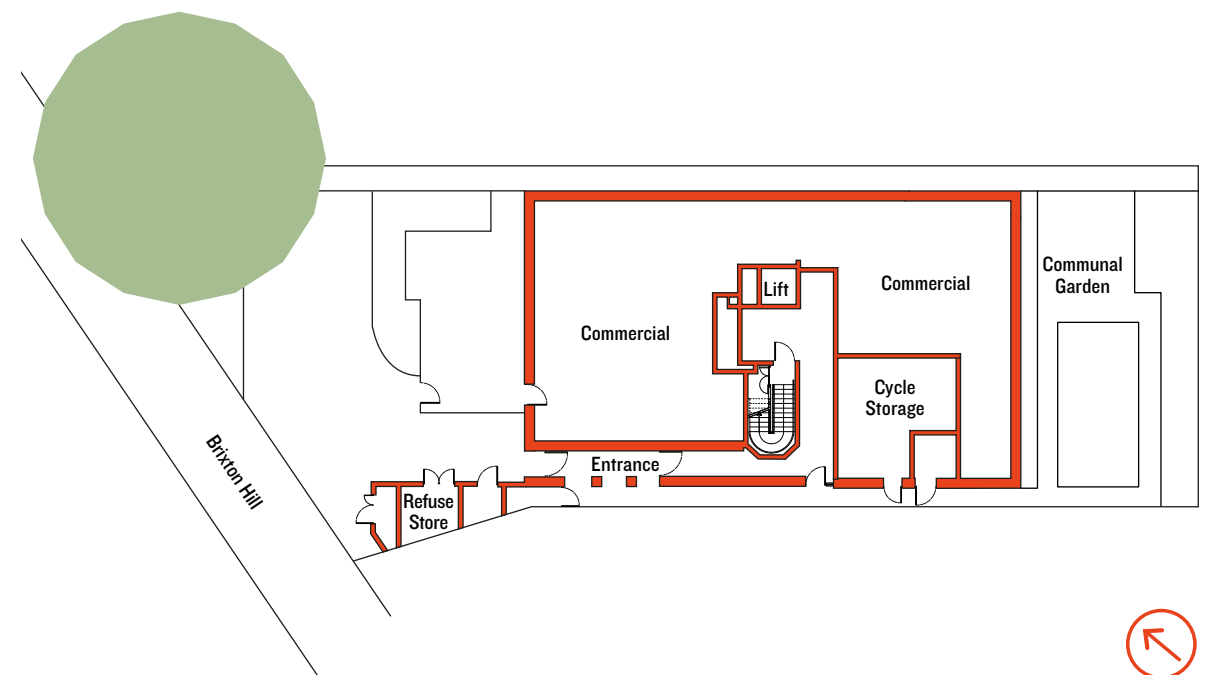 Communal
Garden
Commercial
Lift
Commercial
Cycle
Storage
Brixton Hill
Entrance
Refuse
Store